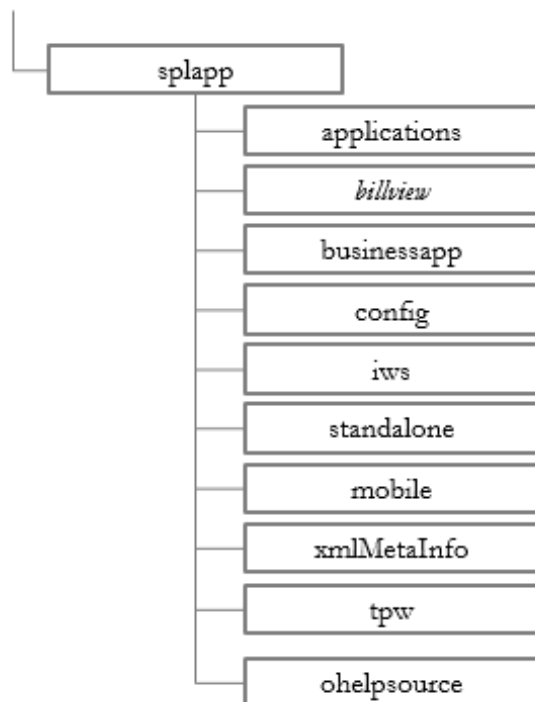 splapp
applications
billview
businessapp
config
iws
standalone
mobile
xmlMetaInfo
tpw
ohelpsource